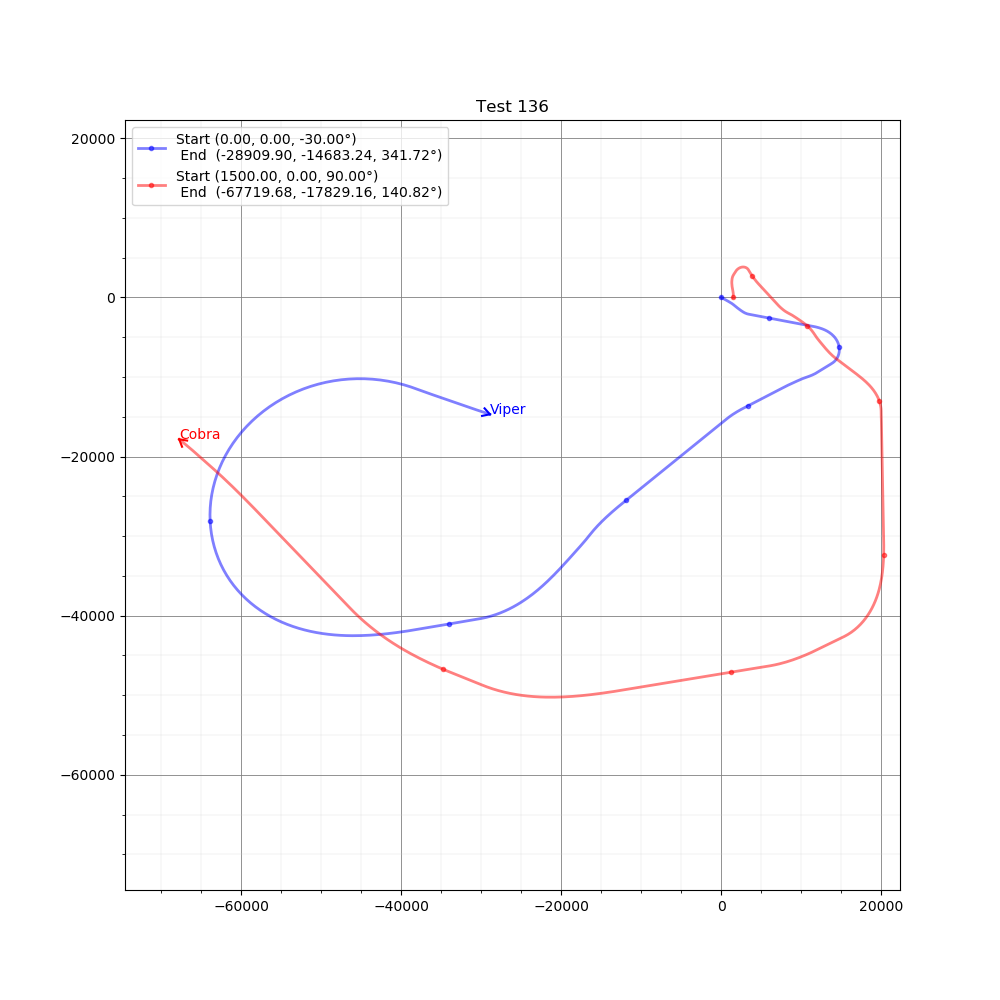 Test 136
Start (0.00, 0.00, -30.00°)
End (-28909.90, -14683.24, 341.72°)
Start (1500.00, 0.00, 90.00°)
End (-67719.68, -17829.16, 140.82°)
20000
0
−20000
−40000
−60000
Viper
Cobra
−60000
−40000
−20000
0
20000